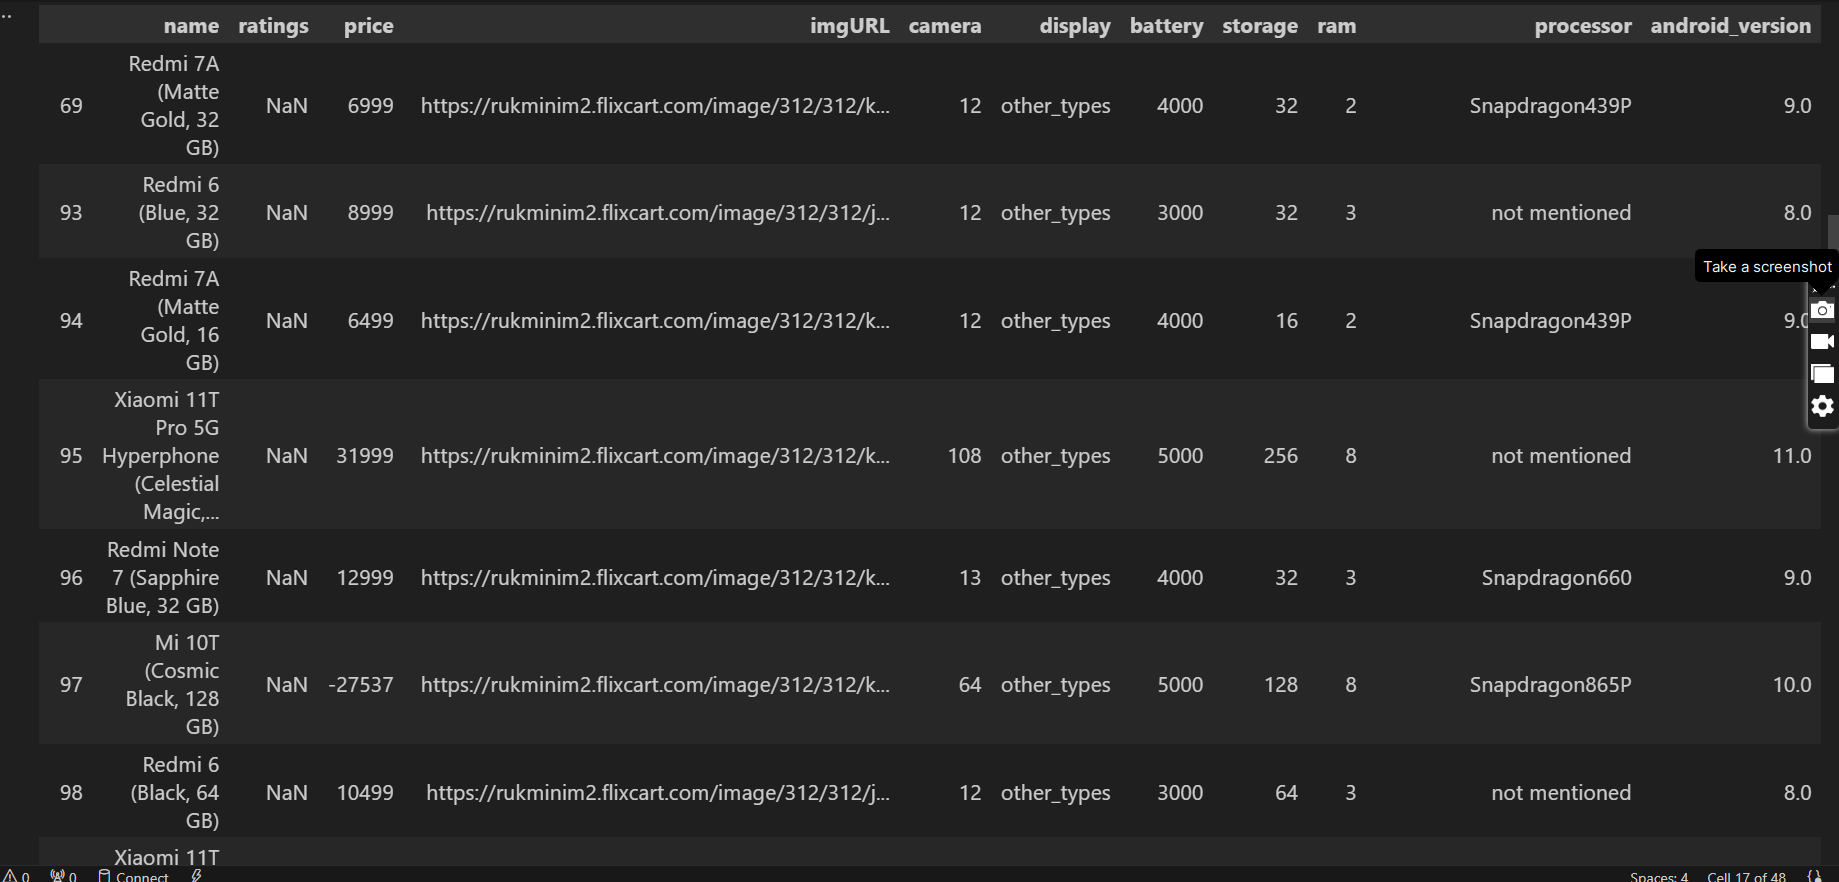 name ratings price imgURL camera display battery storage ram processor android_version
Redmi 7A
(Matte
69 Gold, 32 NaN 6999 https://rukminim2.flixcart.com/image/312/312/k... 12 other_types 4000 32 2 Snapdragon439P 9.0
GB)
Redmi 6
93 (Blue, 32 NaN 8999 https://rukminim2.flixcart.com/image/312/312/j... 12 other_types 3000 32 3 not mentioned 8.0
GB)
Take a screenshot
Redmi 7A
(Matte
94 Gold, 16 NaN 6499 https://rukminim2.flixcart.com/image/312/312/k... 12 other_types 4000 16 2 Snapdragon439P 9.0
GB)
Xiaomi 11T
Pro 5G
95 Hyperphone NaN 31999 https://rukminim2.flixcart.com/image/312/312/k... 108 other_types 5000 256 8 not mentioned 11.0
(Celestial
Magic,...
Redmi Note
96 7 (Sapphire NaN 12999 https://rukminim2.flixcart.com/image/312/312/k... 13 other_types 4000 32 3 Snapdragon660 9.0
Blue, 32 GB)
Mi 10T
(Cosmic
97 Black, 128 NaN -27537 https://rukminim2.flixcart.com/image/312/312/k... 64 other_types 5000 128 8 Snapdragon865P 10.0
GB)
Redmi 6
98 (Black, 64 NaN 10499 https://rukminim2.flixcart.com/image/312/312/j... 12 other_types 3000 64 3 not mentioned 8.0
GB)
Xiaomi 11T
0 0 Connect Spaces: 4 Cell 17 of 48